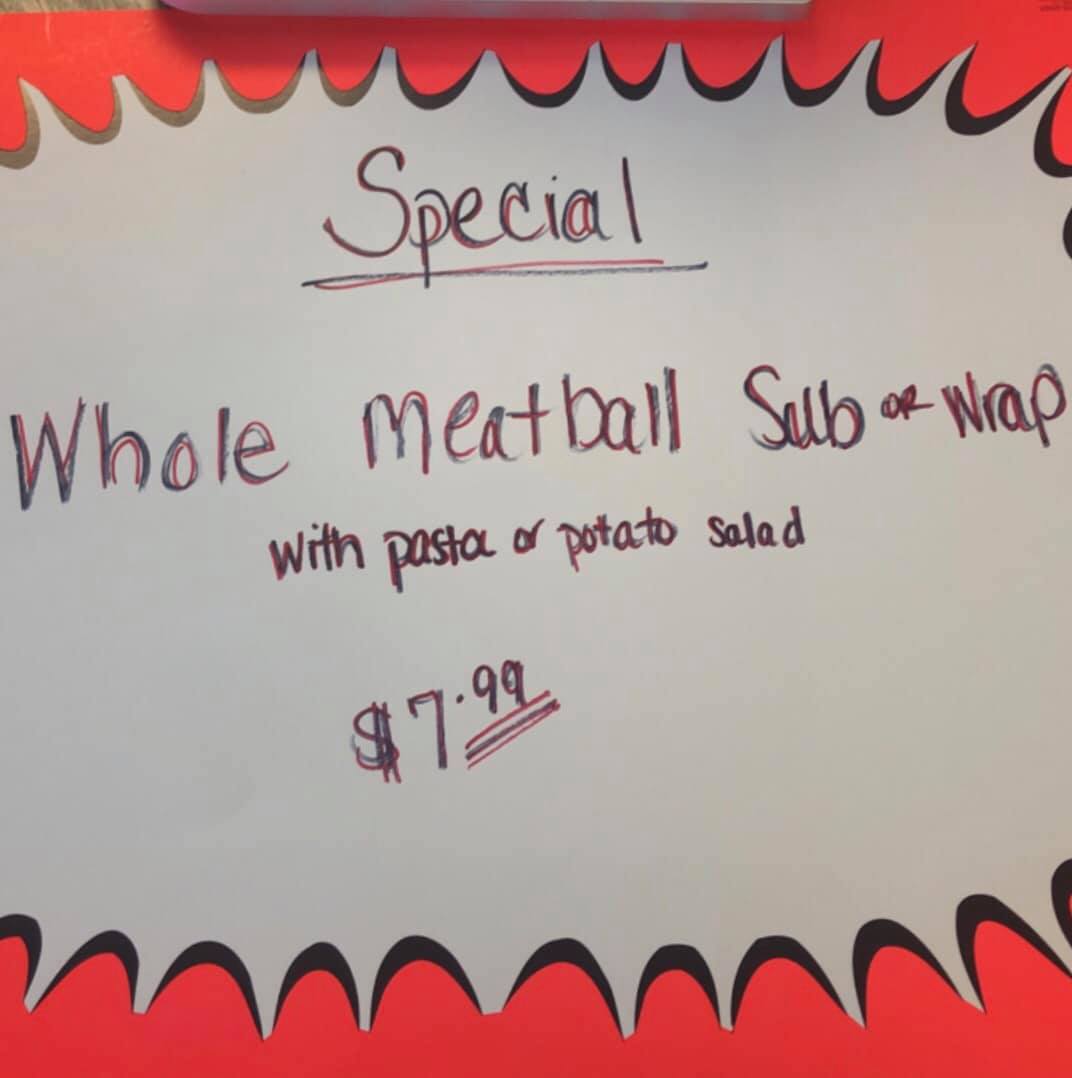 Special
Whole Meatball Sub OR Wrap
with pasta or potato salad
$7.99